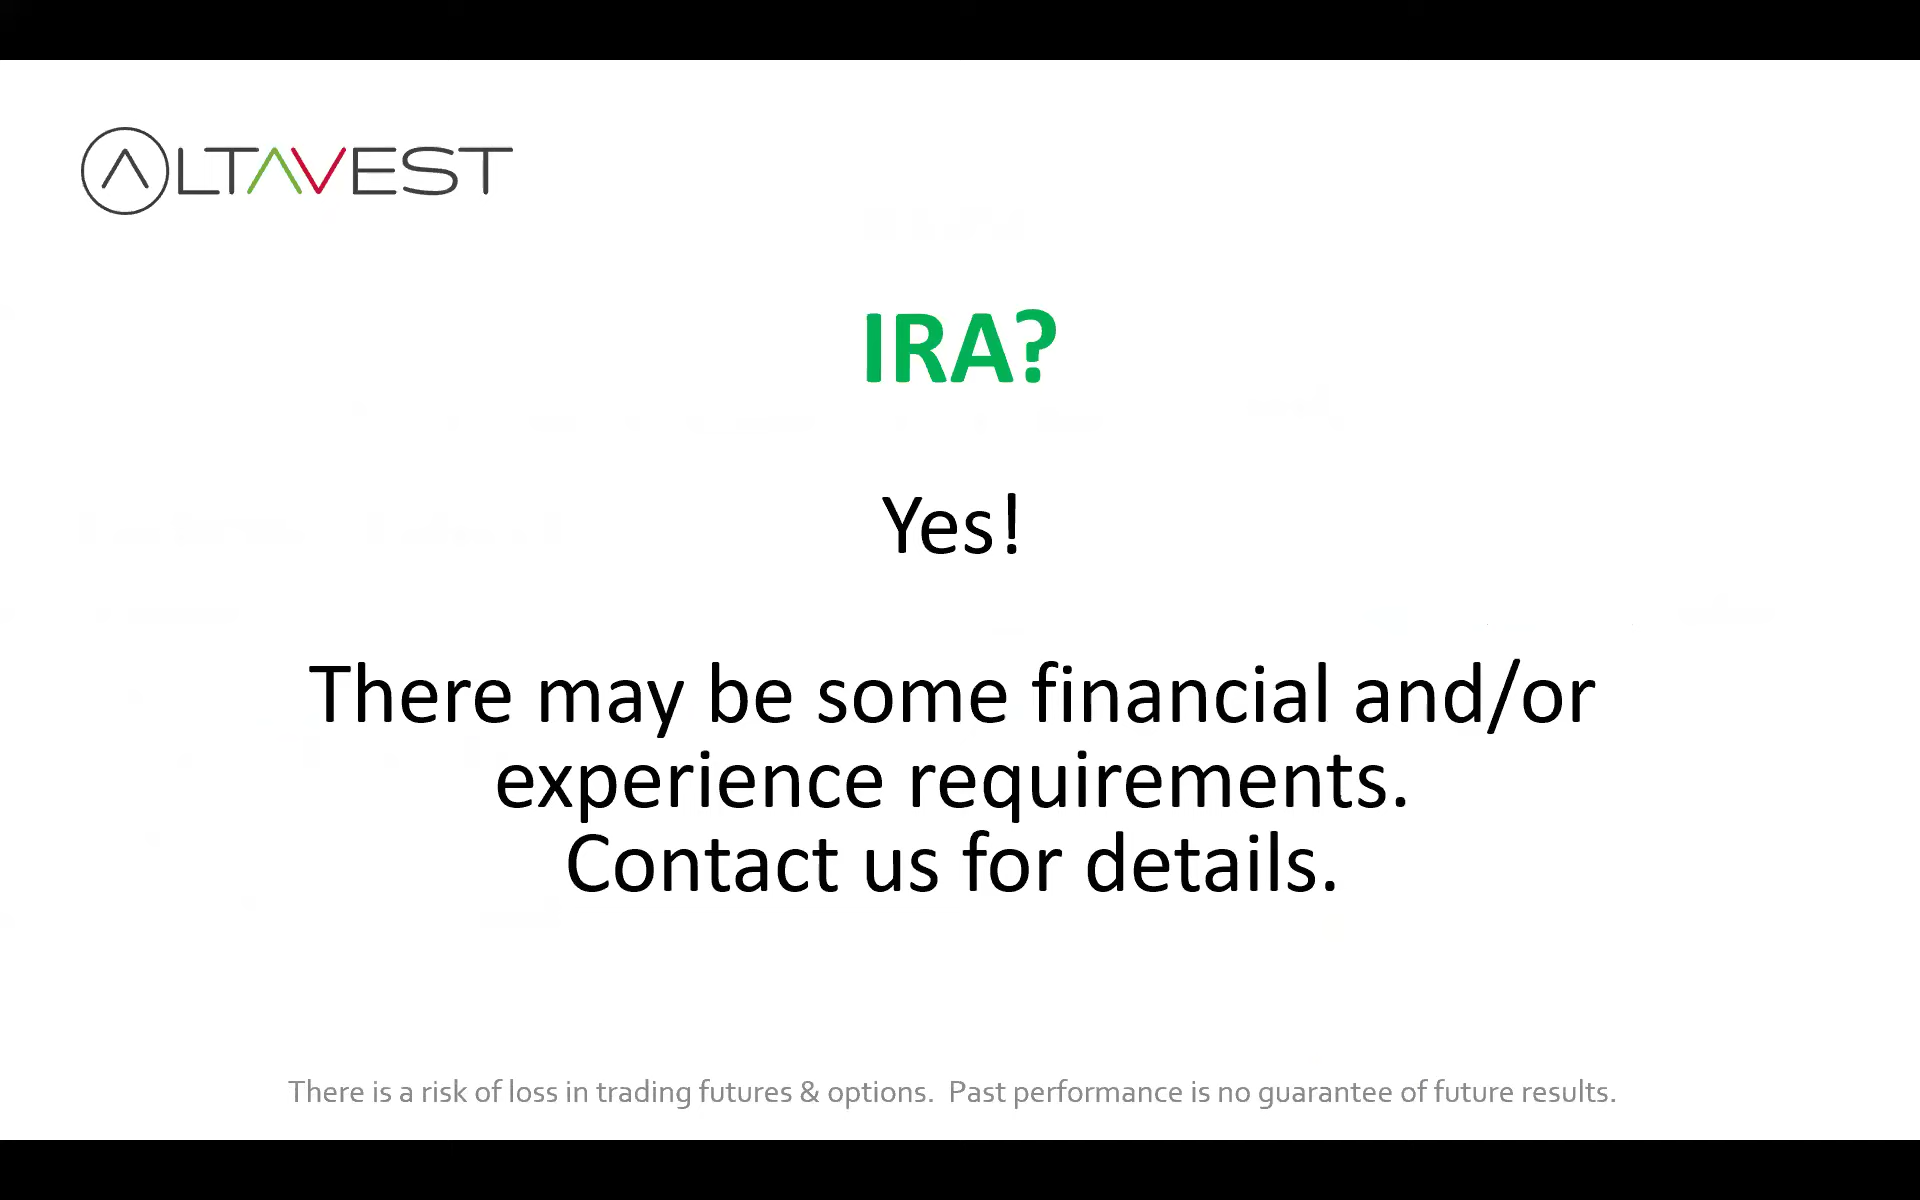 ALTAVEST
IRA?
Yes!
There may be some financial and/or
experience requirements.
Contact us for details.
There is a risk of loss in trading futures & options.  Past performance is no guarantee of future results.